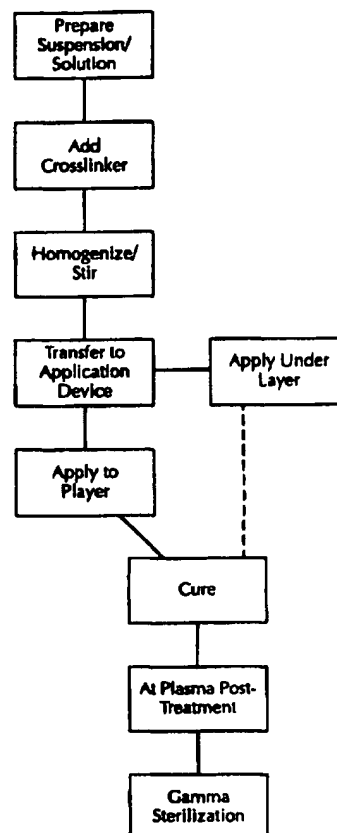 Prepare
Suspension/
Solution
Add
Crosslinker
Homogenize/
Stir
Transfer to
Application
Device
Apply Under
Layer
Apply to
Player
Cure
At Plasma Post-
Treatment
Gamma
Sterilization